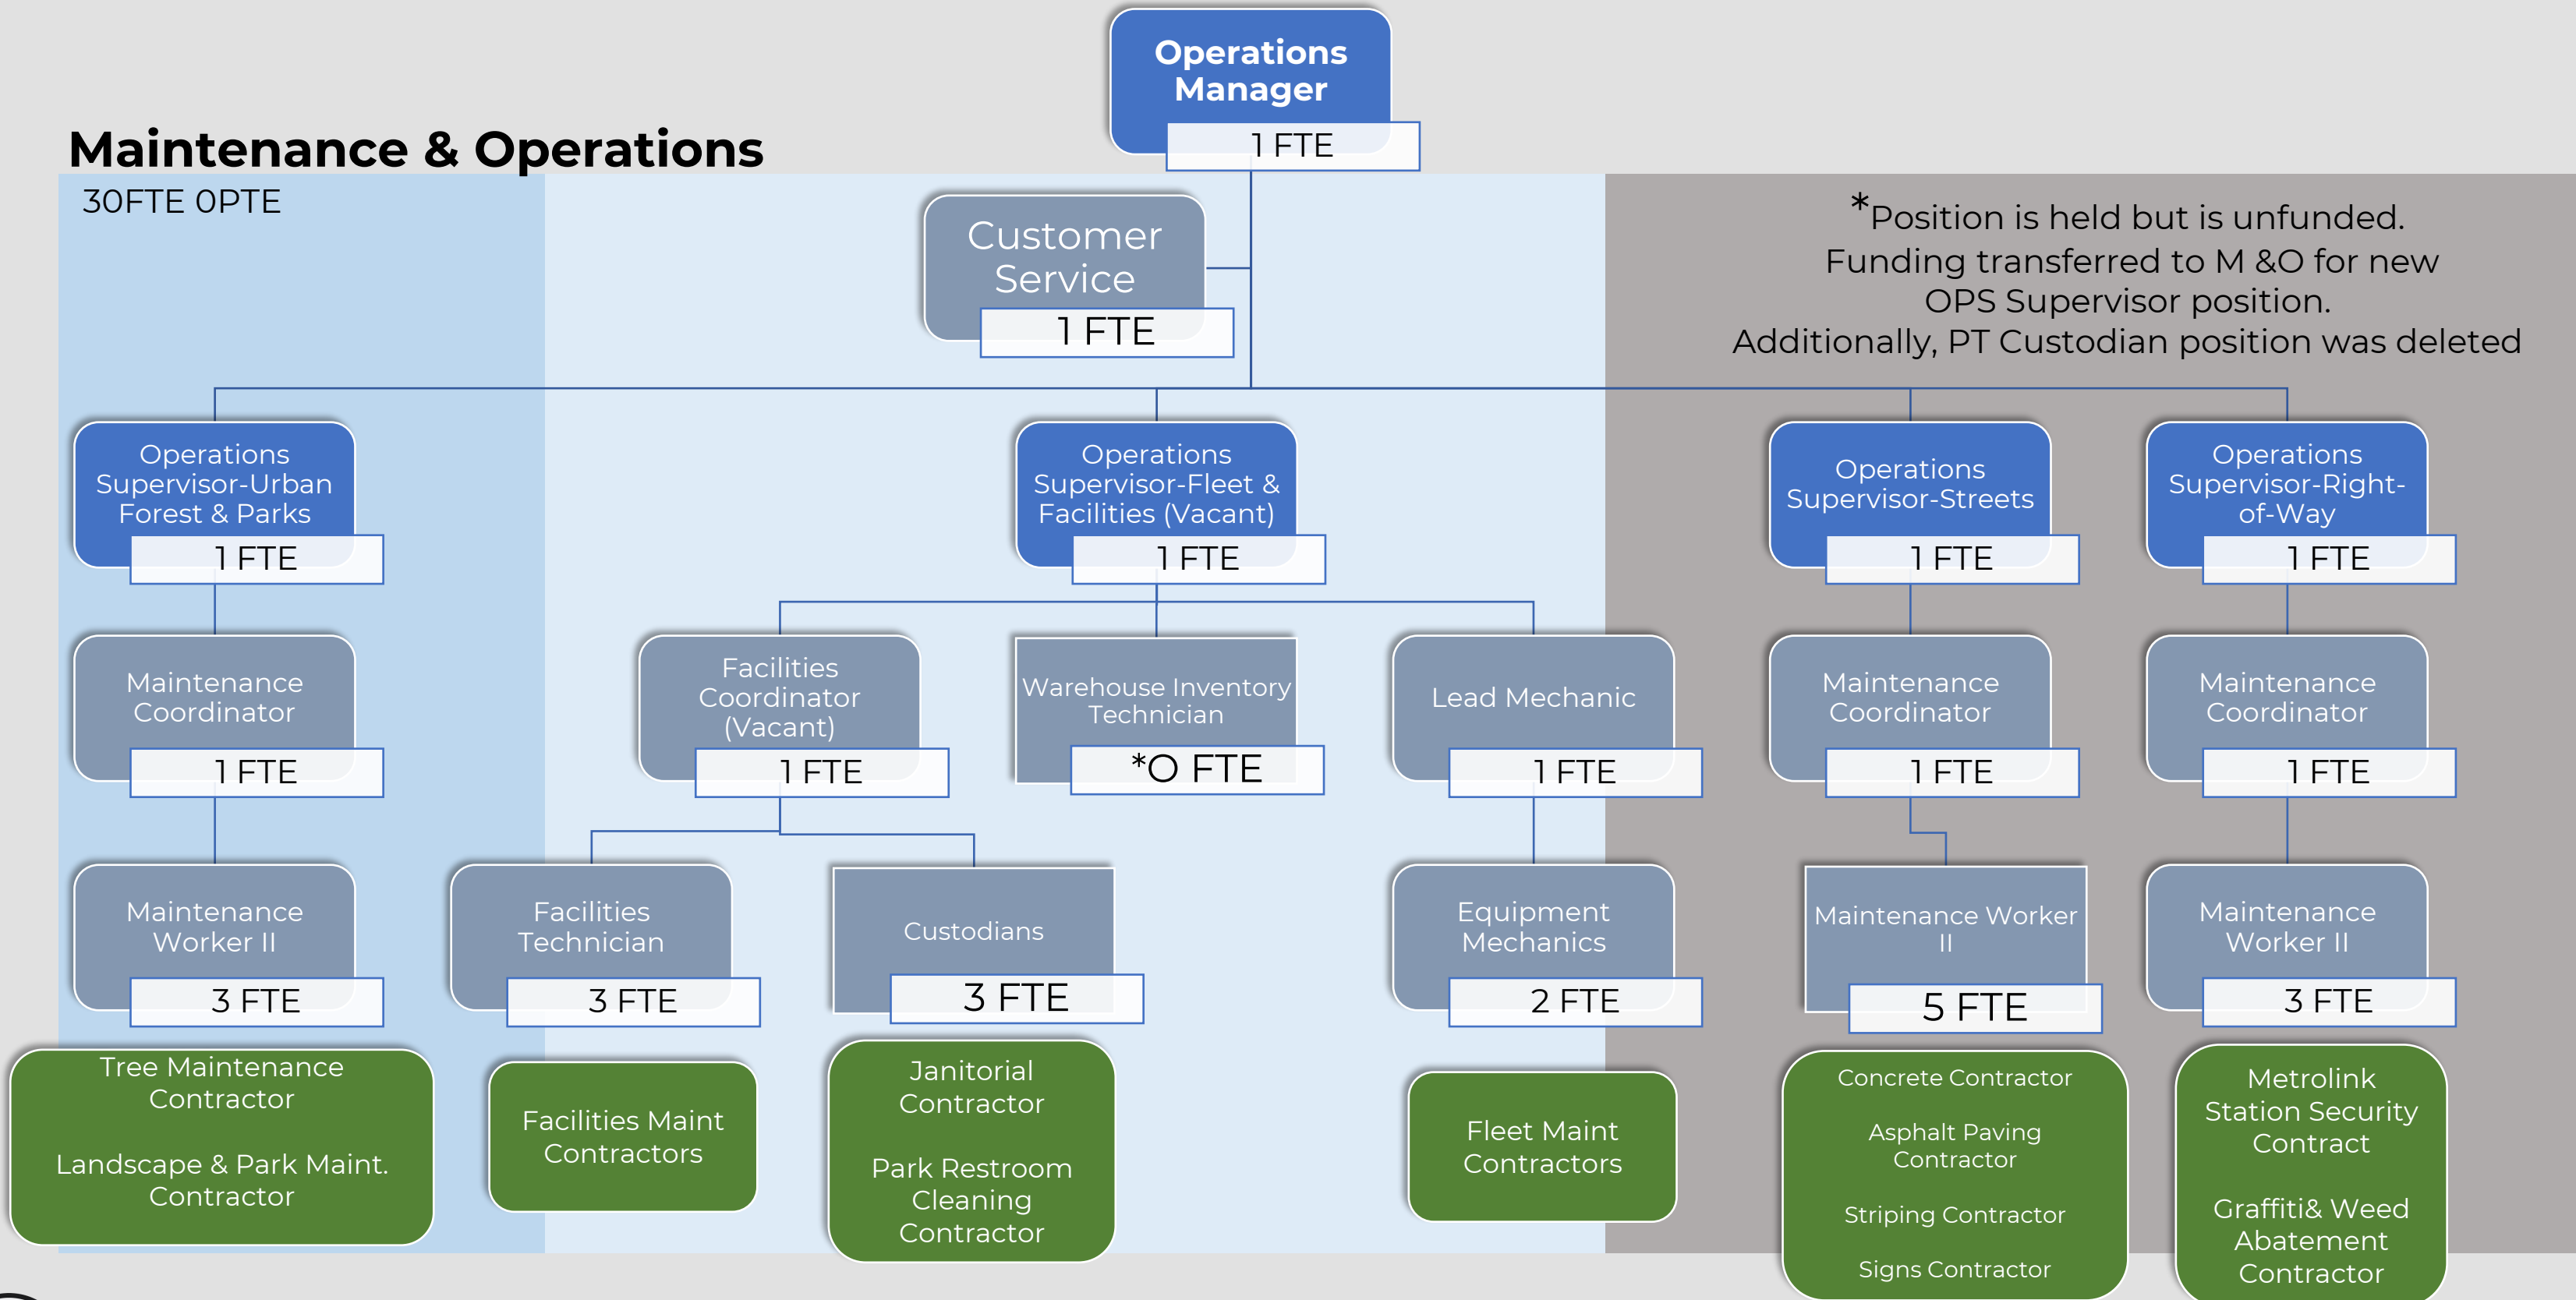 Operations
Manager
1 FTE
Maintenance & Operations
30FTE 0PTE
Customer
Service
1 FTE
*Position is held but is unfunded.
Funding transferred to M &O for new
OPS Supervisor position.
Additionally, PT Custodian position was deleted
Operations
Supervisor-Urban
Forest & Parks
1 FTE
Operations
Supervisor-Fleet &
Facilities (Vacant)
1 FTE
Operations
Supervisor-Streets
1 FTE
Operations
Supervisor-Right-
of-Way
1 FTE
Maintenance
Coordinator
1 FTE
Facilities
Coordinator
(Vacant)
1 FTE
Warehouse Inventory
Technician
*O FTE
Lead Mechanic
1 FTE
Maintenance
Coordinator
1 FTE
Maintenance
Coordinator
1 FTE
Maintenance
Worker II
3 FTE
Facilities
Technician
3 FTE
Custodians
3 FTE
Equipment
Mechanics
2 FTE
Maintenance Worker
II
5 FTE
Maintenance
Worker II
3 FTE
Tree Maintenance
Contractor
Landscape & Park Maint.
Contractor
Facilities Maint
Contractors
Janitorial
Contractor
Park Restroom
Cleaning
Contractor
Fleet Maint
Contractors
Concrete Contractor
Asphalt Paving
Contractor
Striping Contractor
Signs Contractor
Metrolink
Station Security
Contract
Graffiti& Weed
Abatement
Contractor